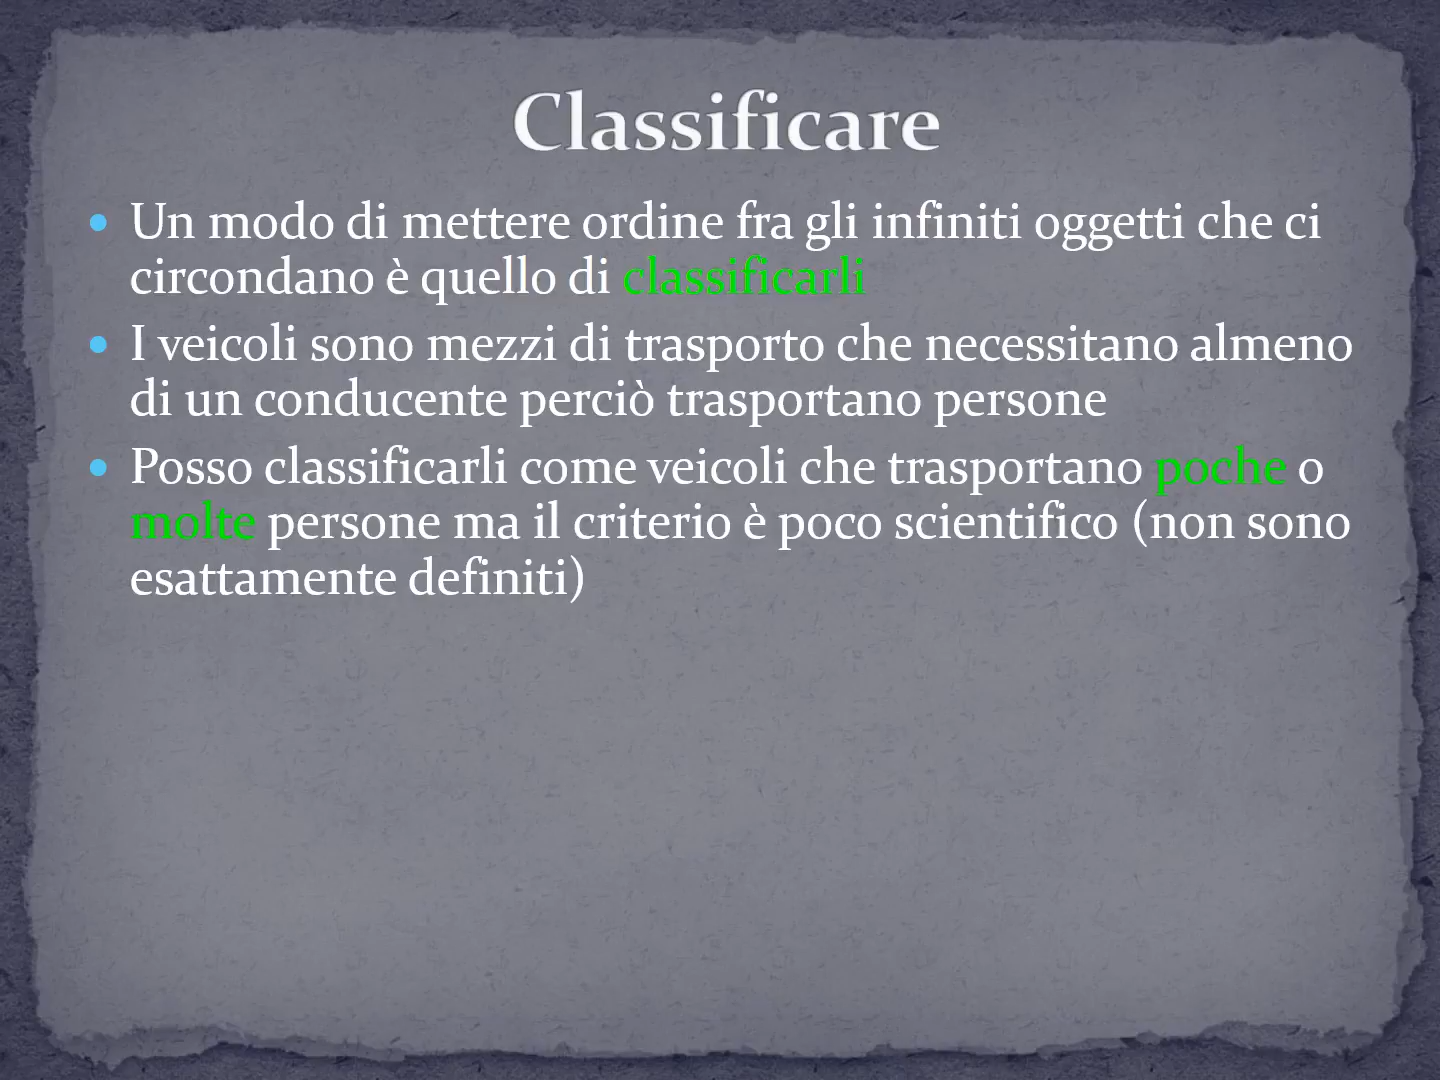 Classificare
Un modo di mettere ordine fra gli infiniti oggetti che ci
circondano è quello di classificarli
I veicoli sono mezzi di trasporto che necessitano almeno
di un conducente perciò trasportano persone
Posso classificarli come veicoli che trasportano poche o
molte persone ma il criterio è poco scientifico (non sono
esattamente definiti)